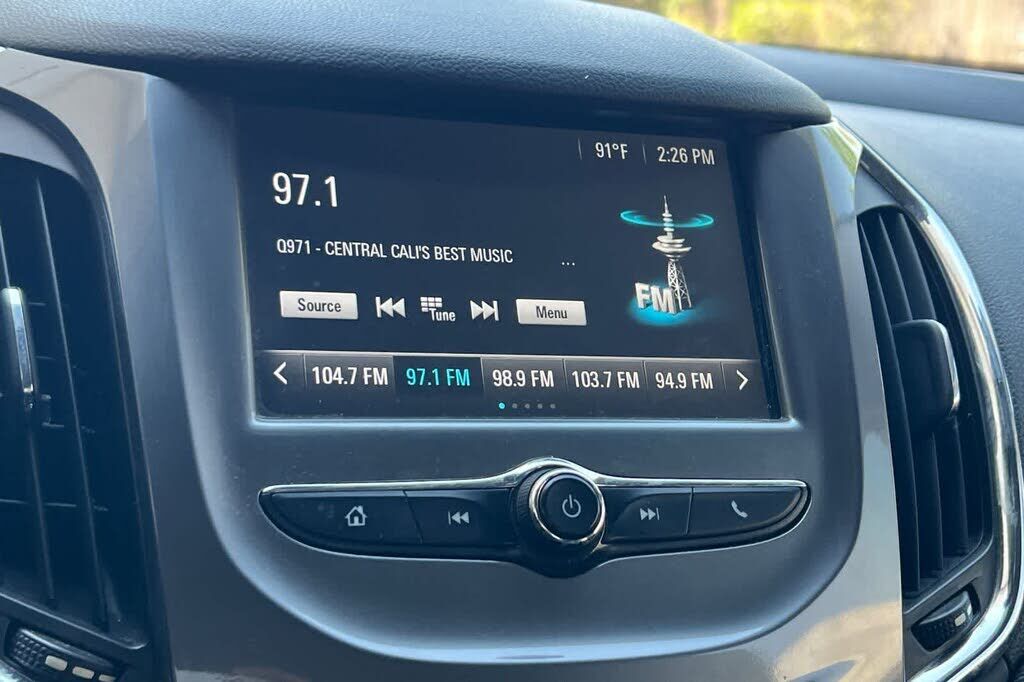 91°F 2:26 PM
97.1
Q971 - CENTRAL CALI'S BEST MUSIC ...
FM
Source Tune Menu
104.7 FM 97.1 FM 98.9 FM 103.7 FM 94.9 FM